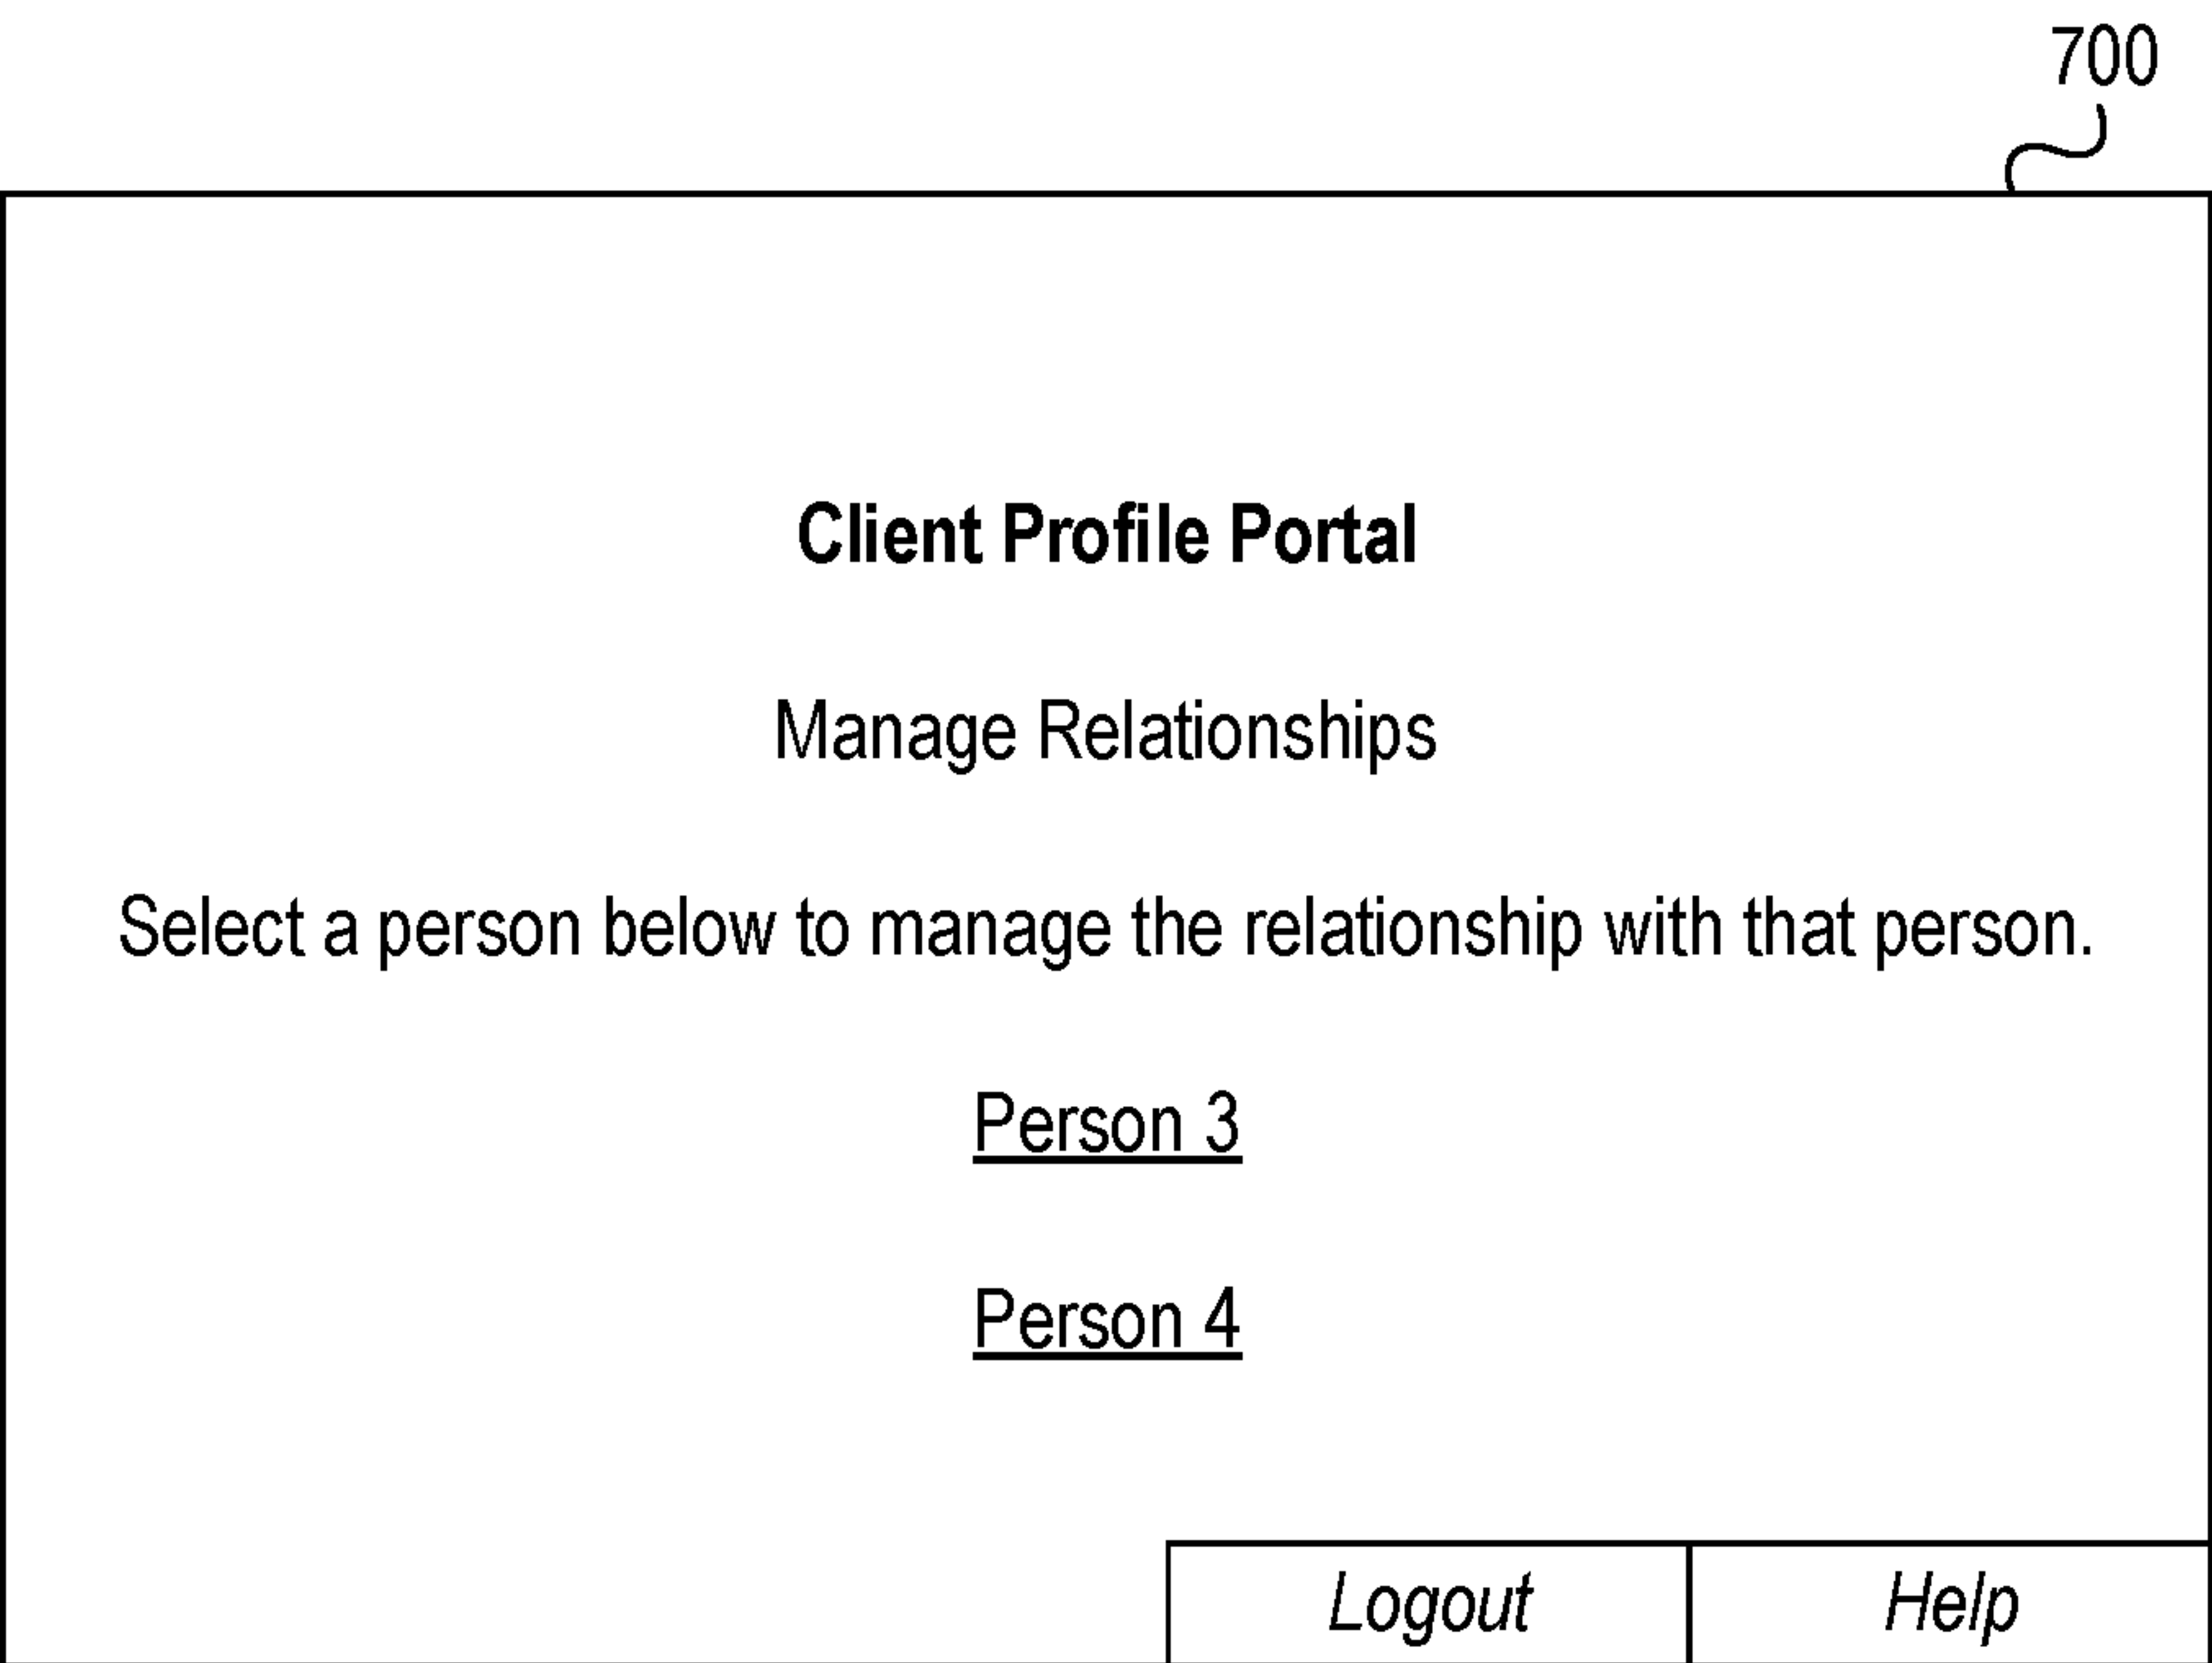 700
Client Profile Portal
Manage Relationships
Select a person below to manage the relationship with that person.
Person 3
Person 4
Logout
Help